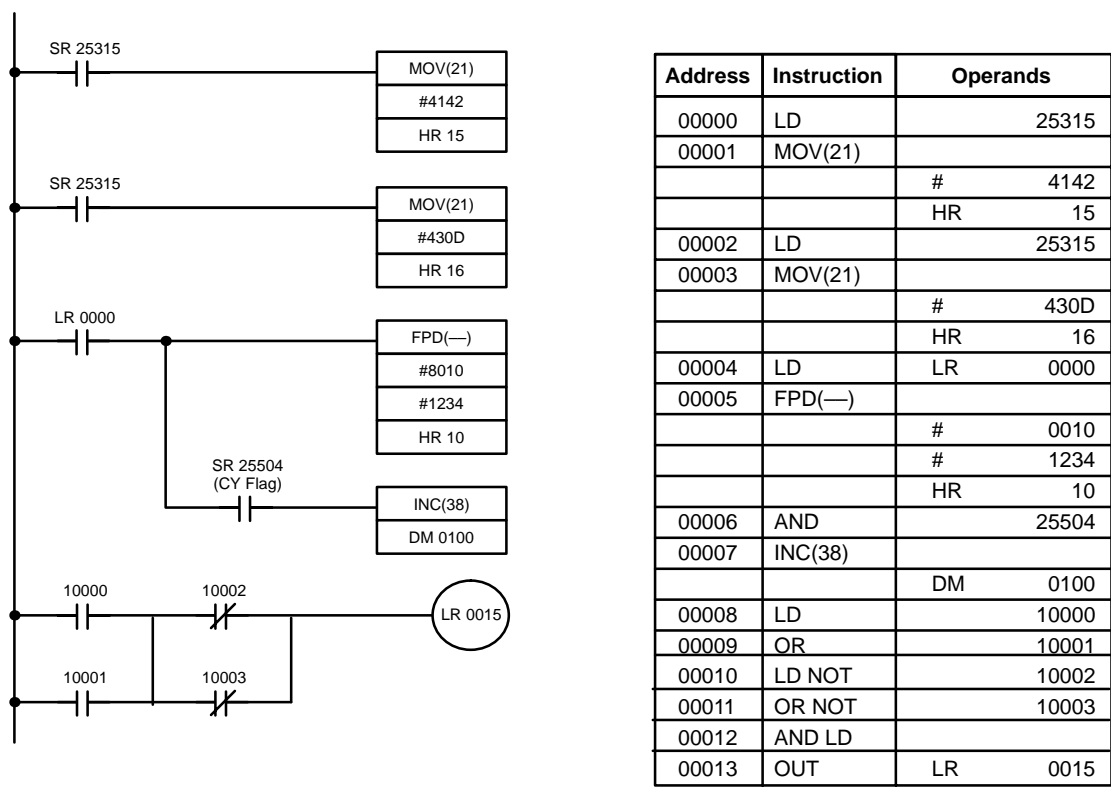 SR 25315
MOV(21)
#4142
HR 15
SR 25315
MOV(21)
#430D
HR 16
LR 0000
FPD(—)
#8010
#1234
HR 10
SR 25504
(CY Flag)
INC(38)
DM 0100
10000 10002
LR 0015
10001 10003
Address Instruction Operands
00000 LD 25315
00001 MOV(21)
# 4142
HR 15
00002 LD 25315
00003 MOV(21)
# 430D
HR 16
00004 LD LR 0000
00005 FPD(—)
# 0010
# 1234
HR 10
00006 AND 25504
00007 INC(38)
DM 0100
00008 LD 10000
00009 OR 10001
00010 LD NOT 10002
00011 OR NOT 10003
00012 AND LD
00013 OUT LR 0015